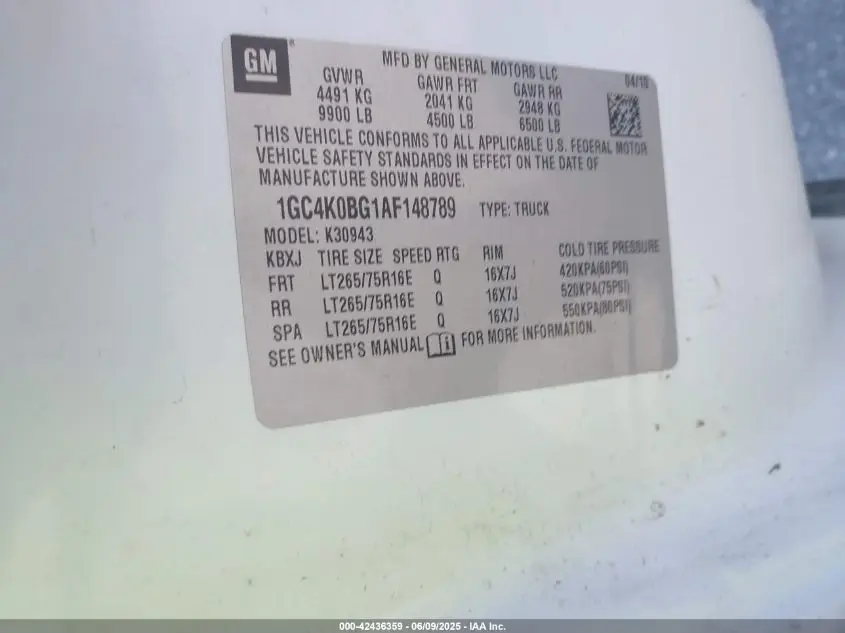 GM
MFD BY GENERAL MOTORS LLC 04/10
GVWR GAWR FRT GAWR RR
4491 KG 2041 KG 2948 KG
9900 LB 4500 LB 6500 LB
THIS VEHICLE CONFORMS TO ALL APPLICABLE U.S. FEDERAL MOTOR
VEHICLE SAFETY STANDARDS IN EFFECT ON THE DATE OF
MANUFACTURE SHOWN ABOVE.
1GC4K0BG1AF148789 TYPE: TRUCK
MODEL: K30943
KBXJ TIRE SIZE SPEED RTG RIM COLD TIRE PRESSURE
FRT LT265/75R16E Q 16X7J 420KPA(60PSI)
RR LT265/75R16E Q 16X7J 520KPA(75PSI)
SPA LT265/75R16E Q 16X7J 550KPA(80PSI)
SEE OWNER'S MANUAL FOR MORE INFORMATION.
000-42436359 - 06/09/2025 - IAA Inc.